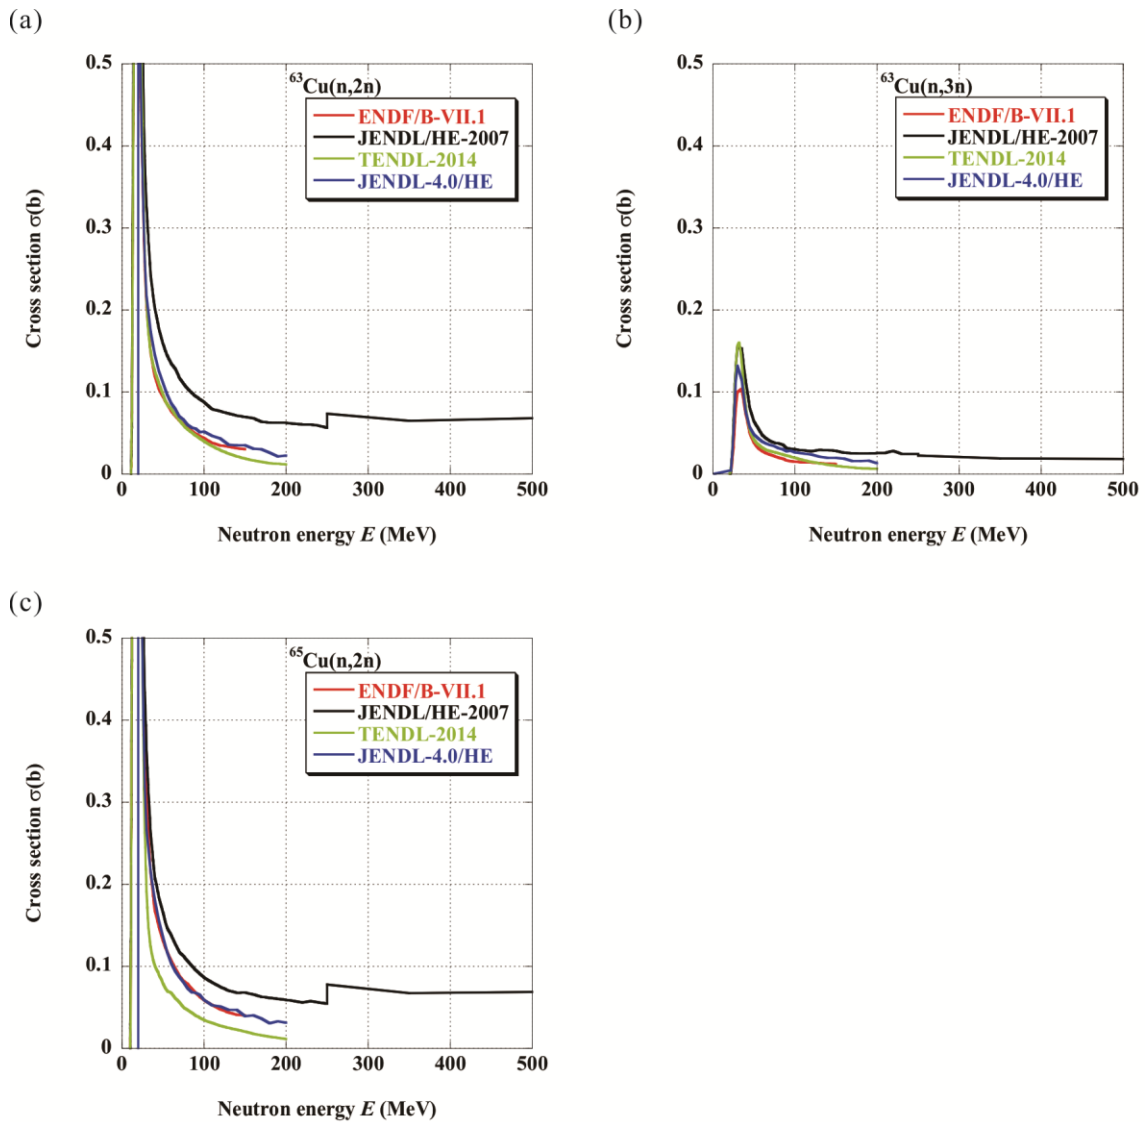 (a)
0.5
0.4
0.3
0.2
0.1
0
Cross section σ(b)
⁶³Cu(n,2n)
ENDF/B-VII.1
JENDL/HE-2007
TENDL-2014
JENDL-4.0/HE
0 100 200 300 400 500
Neutron energy E (MeV)
(b)
0.5
0.4
0.3
0.2
0.1
0
Cross section σ(b)
⁶³Cu(n,3n)
ENDF/B-VII.1
JENDL/HE-2007
TENDL-2014
JENDL-4.0/HE
0 100 200 300 400 500
Neutron energy E (MeV)
(c)
0.5
0.4
0.3
0.2
0.1
0
Cross section σ(b)
⁶⁵Cu(n,2n)
ENDF/B-VII.1
JENDL/HE-2007
TENDL-2014
JENDL-4.0/HE
0 100 200 300 400 500
Neutron energy E (MeV)